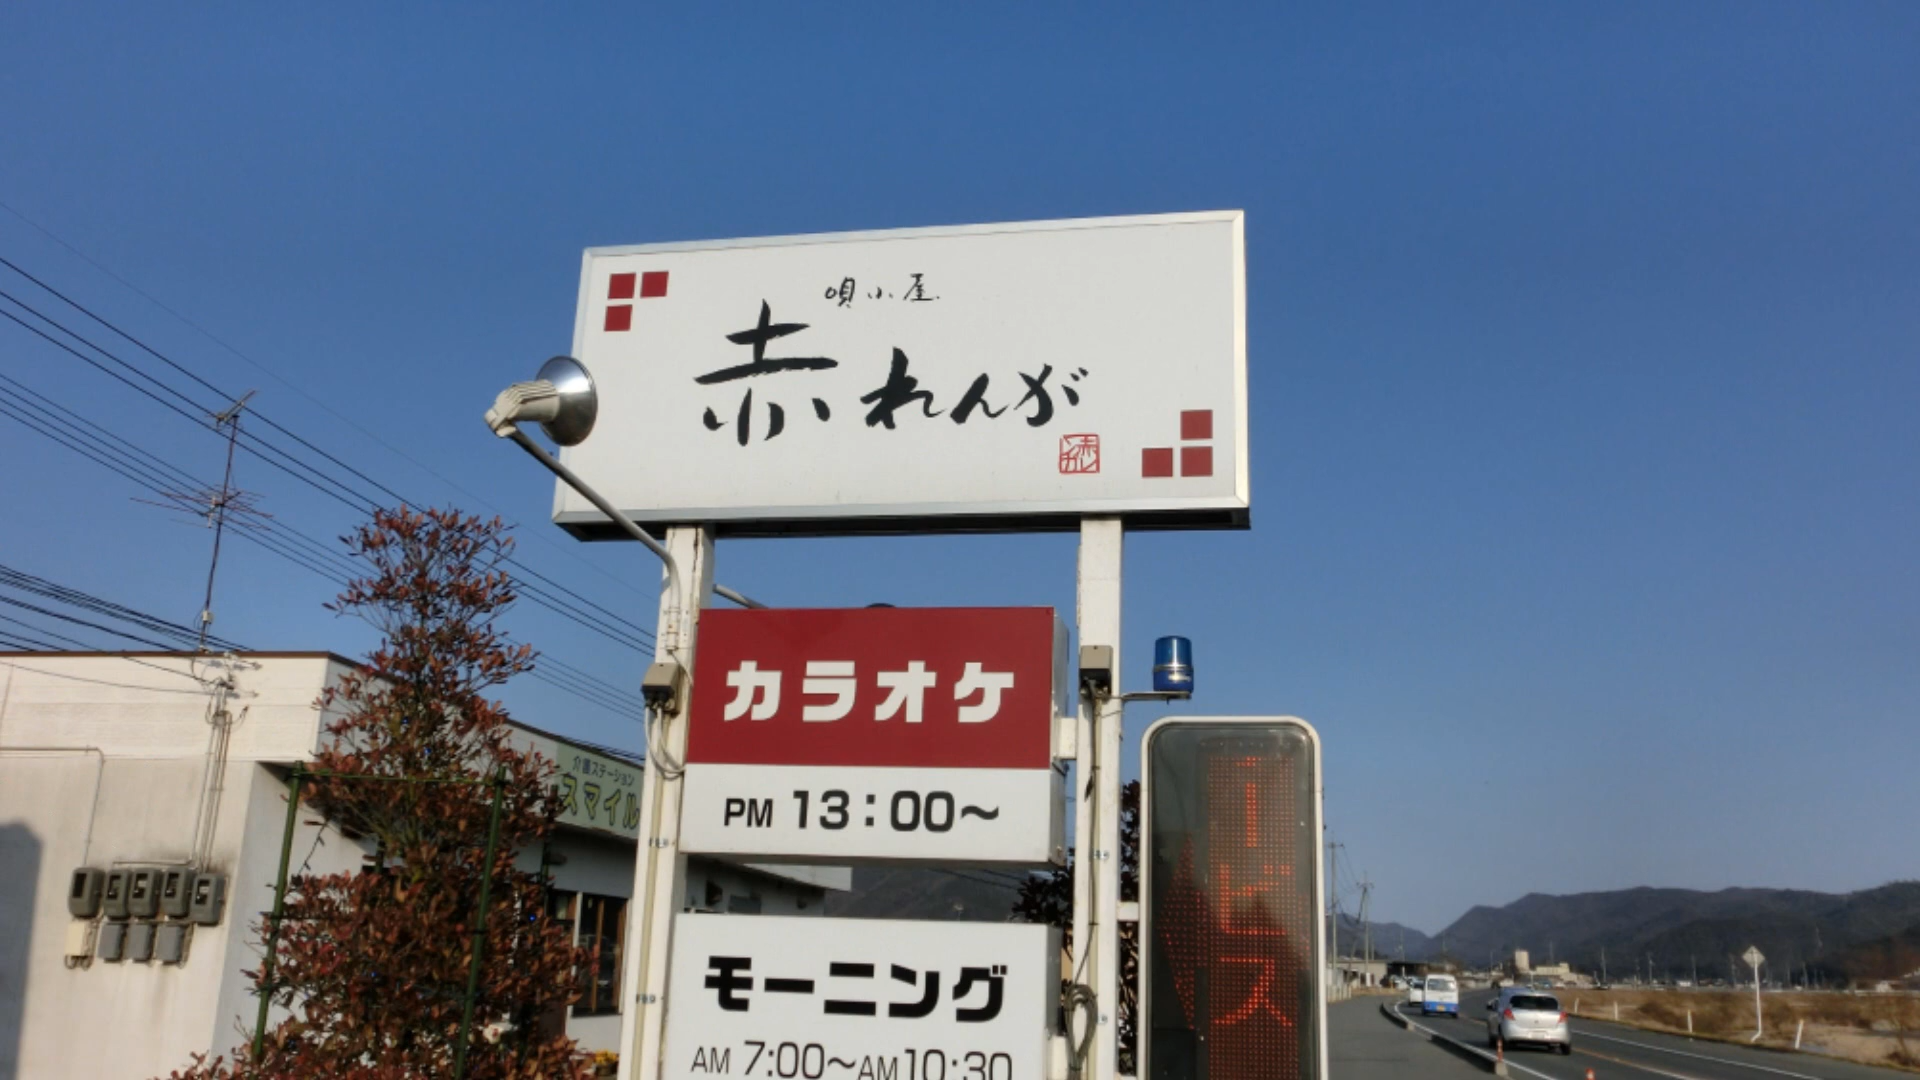 唄小屋
赤れんが
カラオケ
PM 13:00～
介護ステーション
スマイル
モーニング
AM 7:00～AM10:30
ービス